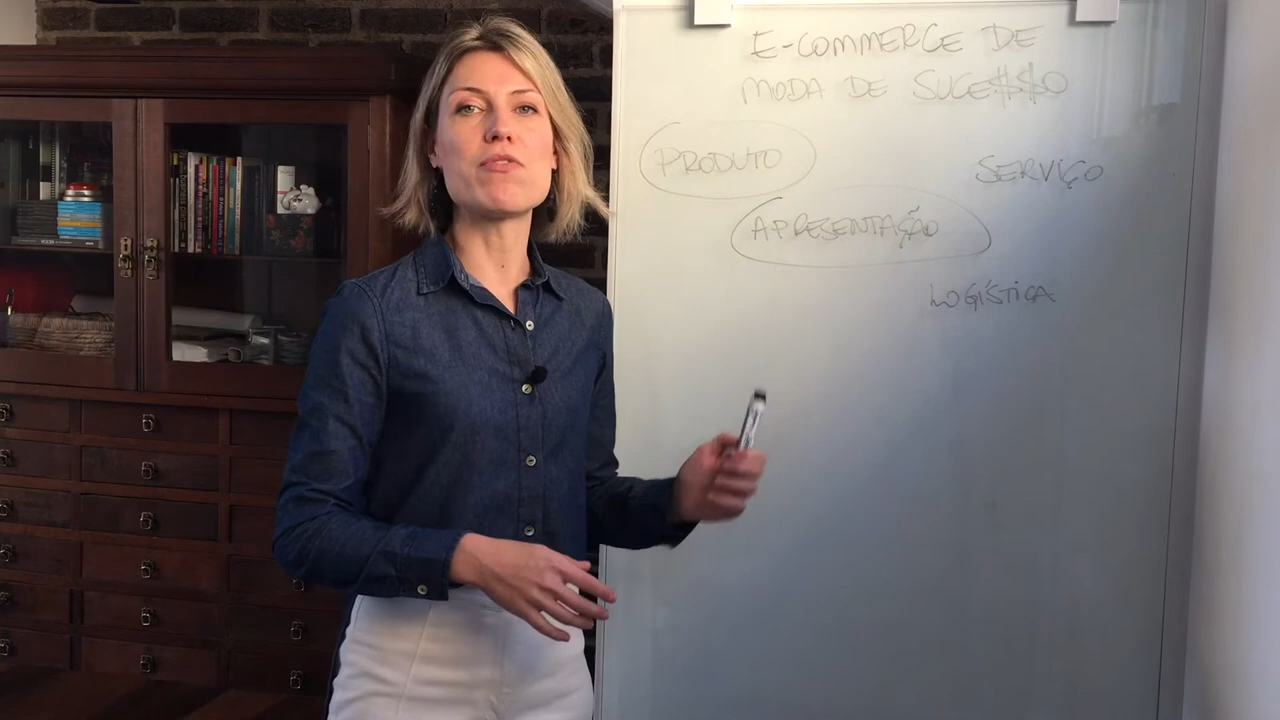 E-COMMERCE DE
MODA DE SUCE$$O
PRODUTO
SERVIÇO
APRESENTAÇÃO
LOGÍSTICA